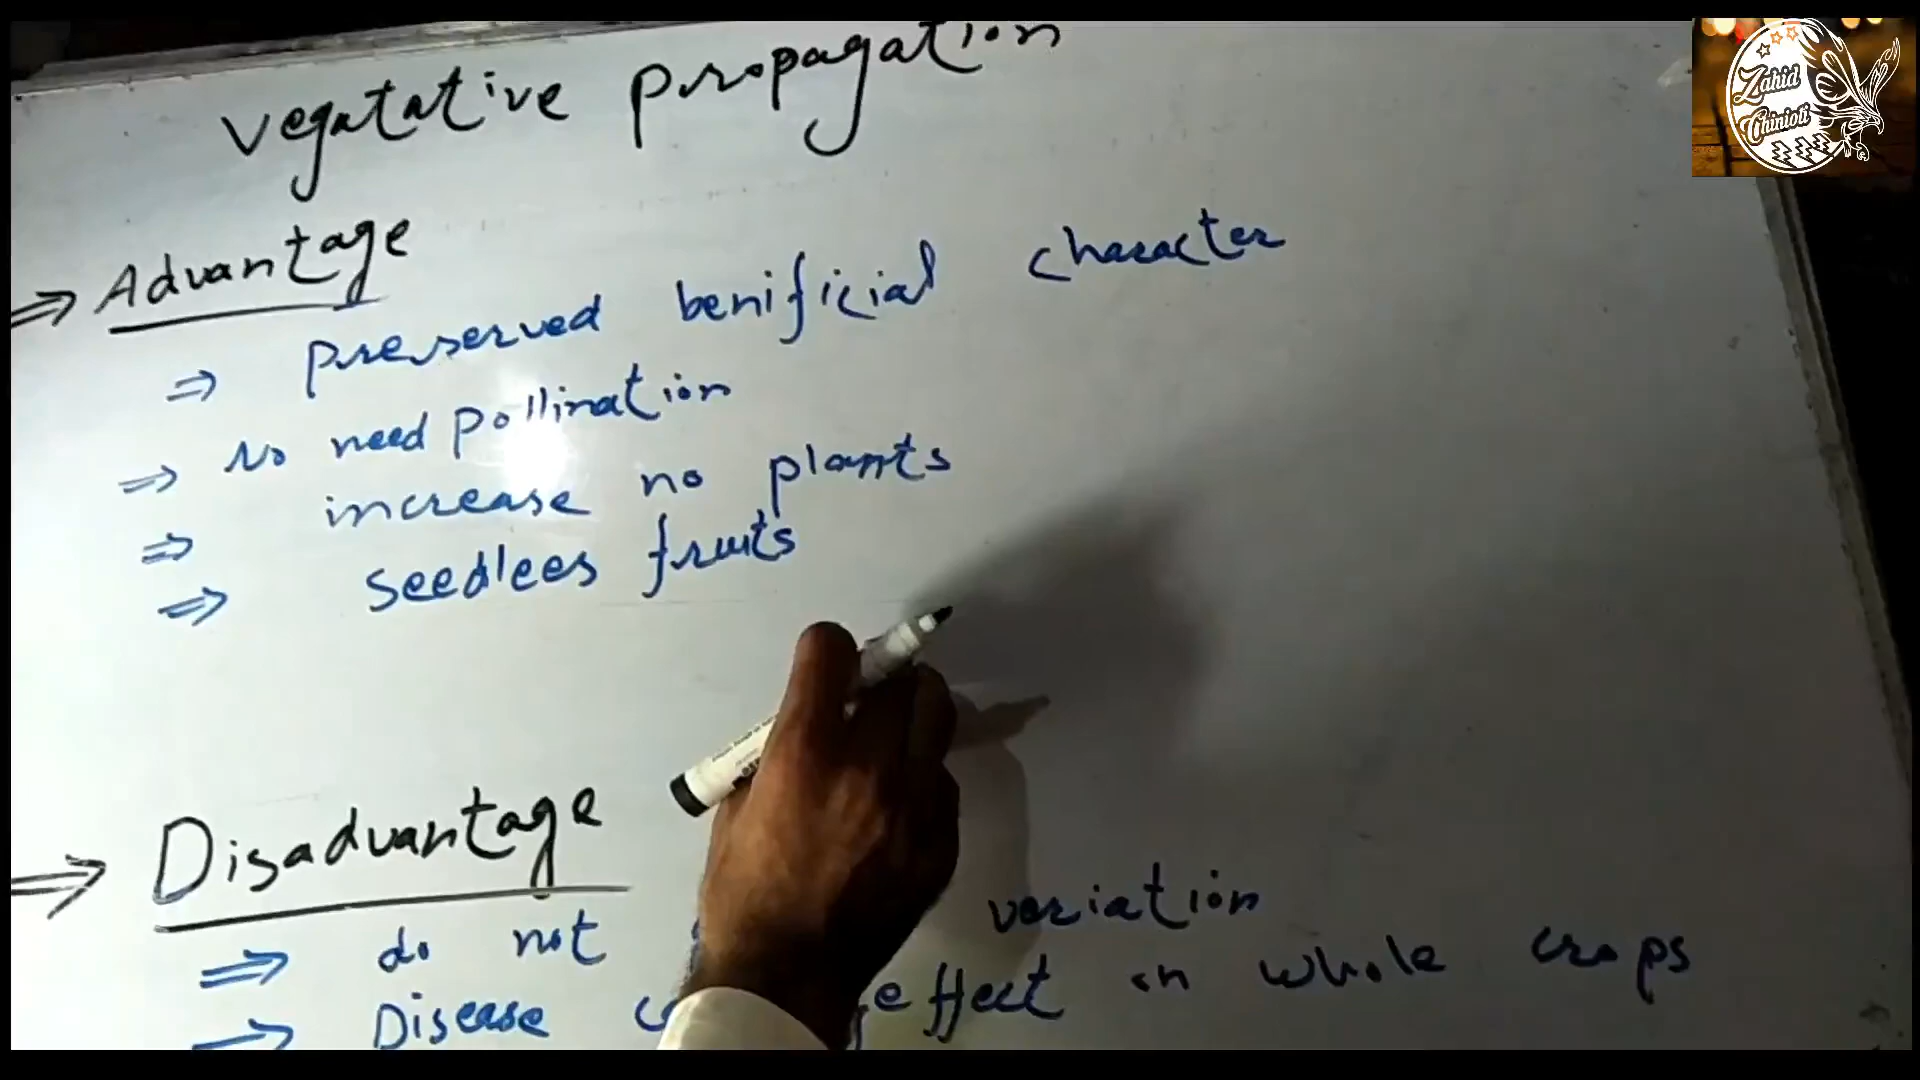 vegatative propagation
⇒ Advantage
⇒ preserved benificial character
⇒ No need pollination
⇒ increase no plants
⇒ seedlees fruits
⇒ Disadvantage
⇒ do not variation
⇒ Disease effect on whole crops
Zahid
Chinioti